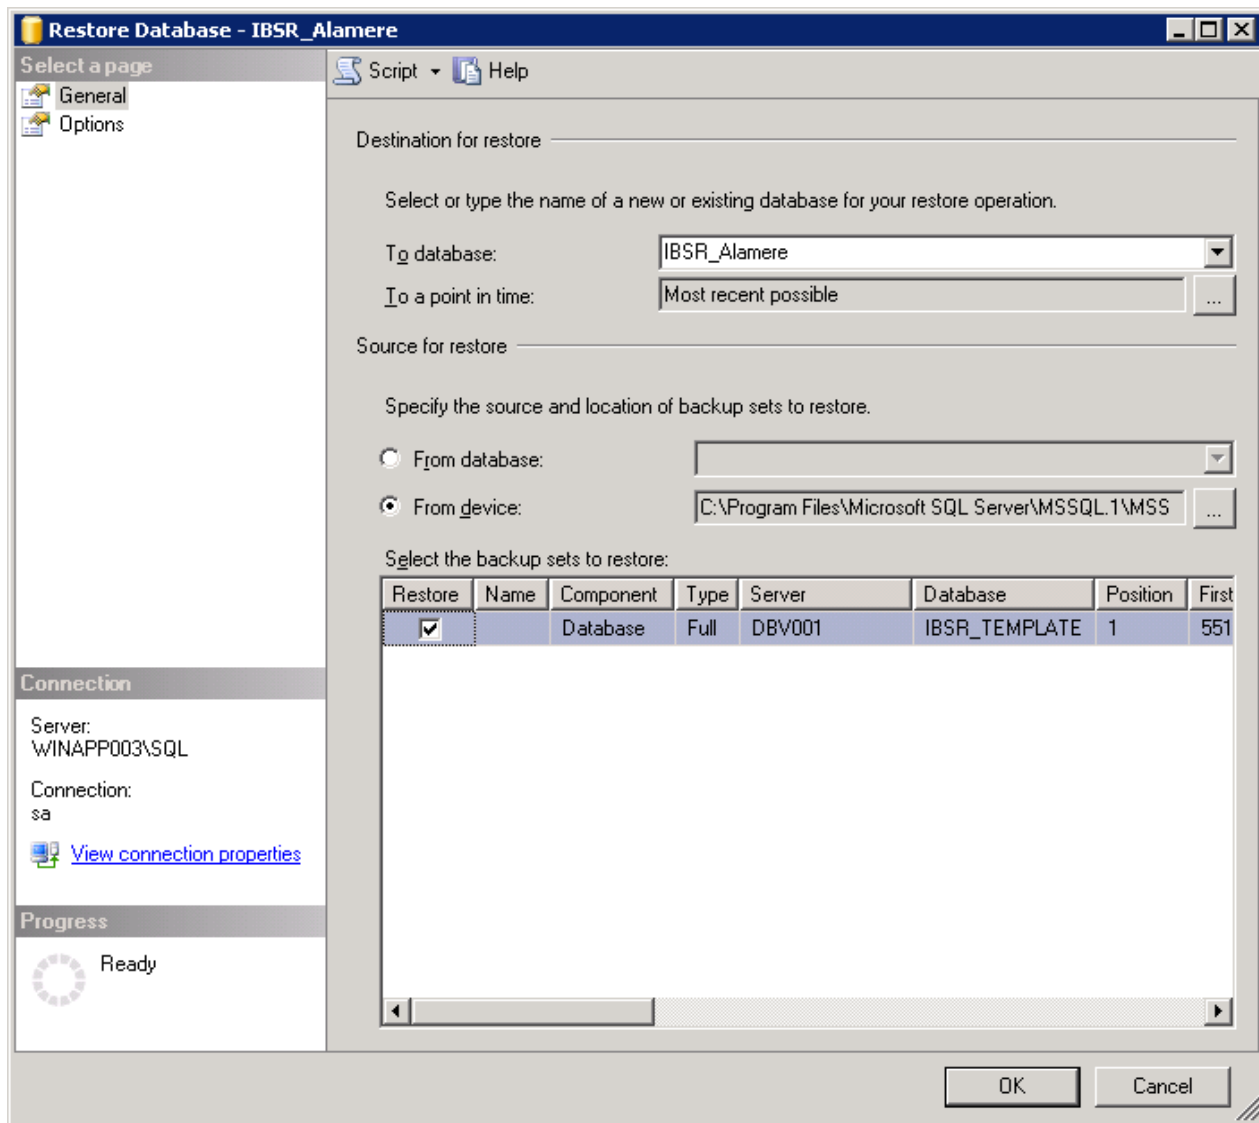 Restore Database - IBSR_Alamere
Select a page
General
Options
Script
Help
Destination for restore
Select or type the name of a new or existing database for your restore operation.
To database:
IBSR_Alamere
To a point in time:
Most recent possible
...
Source for restore
Specify the source and location of backup sets to restore.
From database:
From device:
C:\Program Files\Microsoft SQL Server\MSSQL.1\MSS
...
Select the backup sets to restore:
Restore Name Component Type Server Database Position First
Database Full DBV001 IBSR_TEMPLATE 1 551
Connection
Server:
WINAPP003\SQL
Connection:
sa
View connection properties
Progress
Ready
OK
Cancel